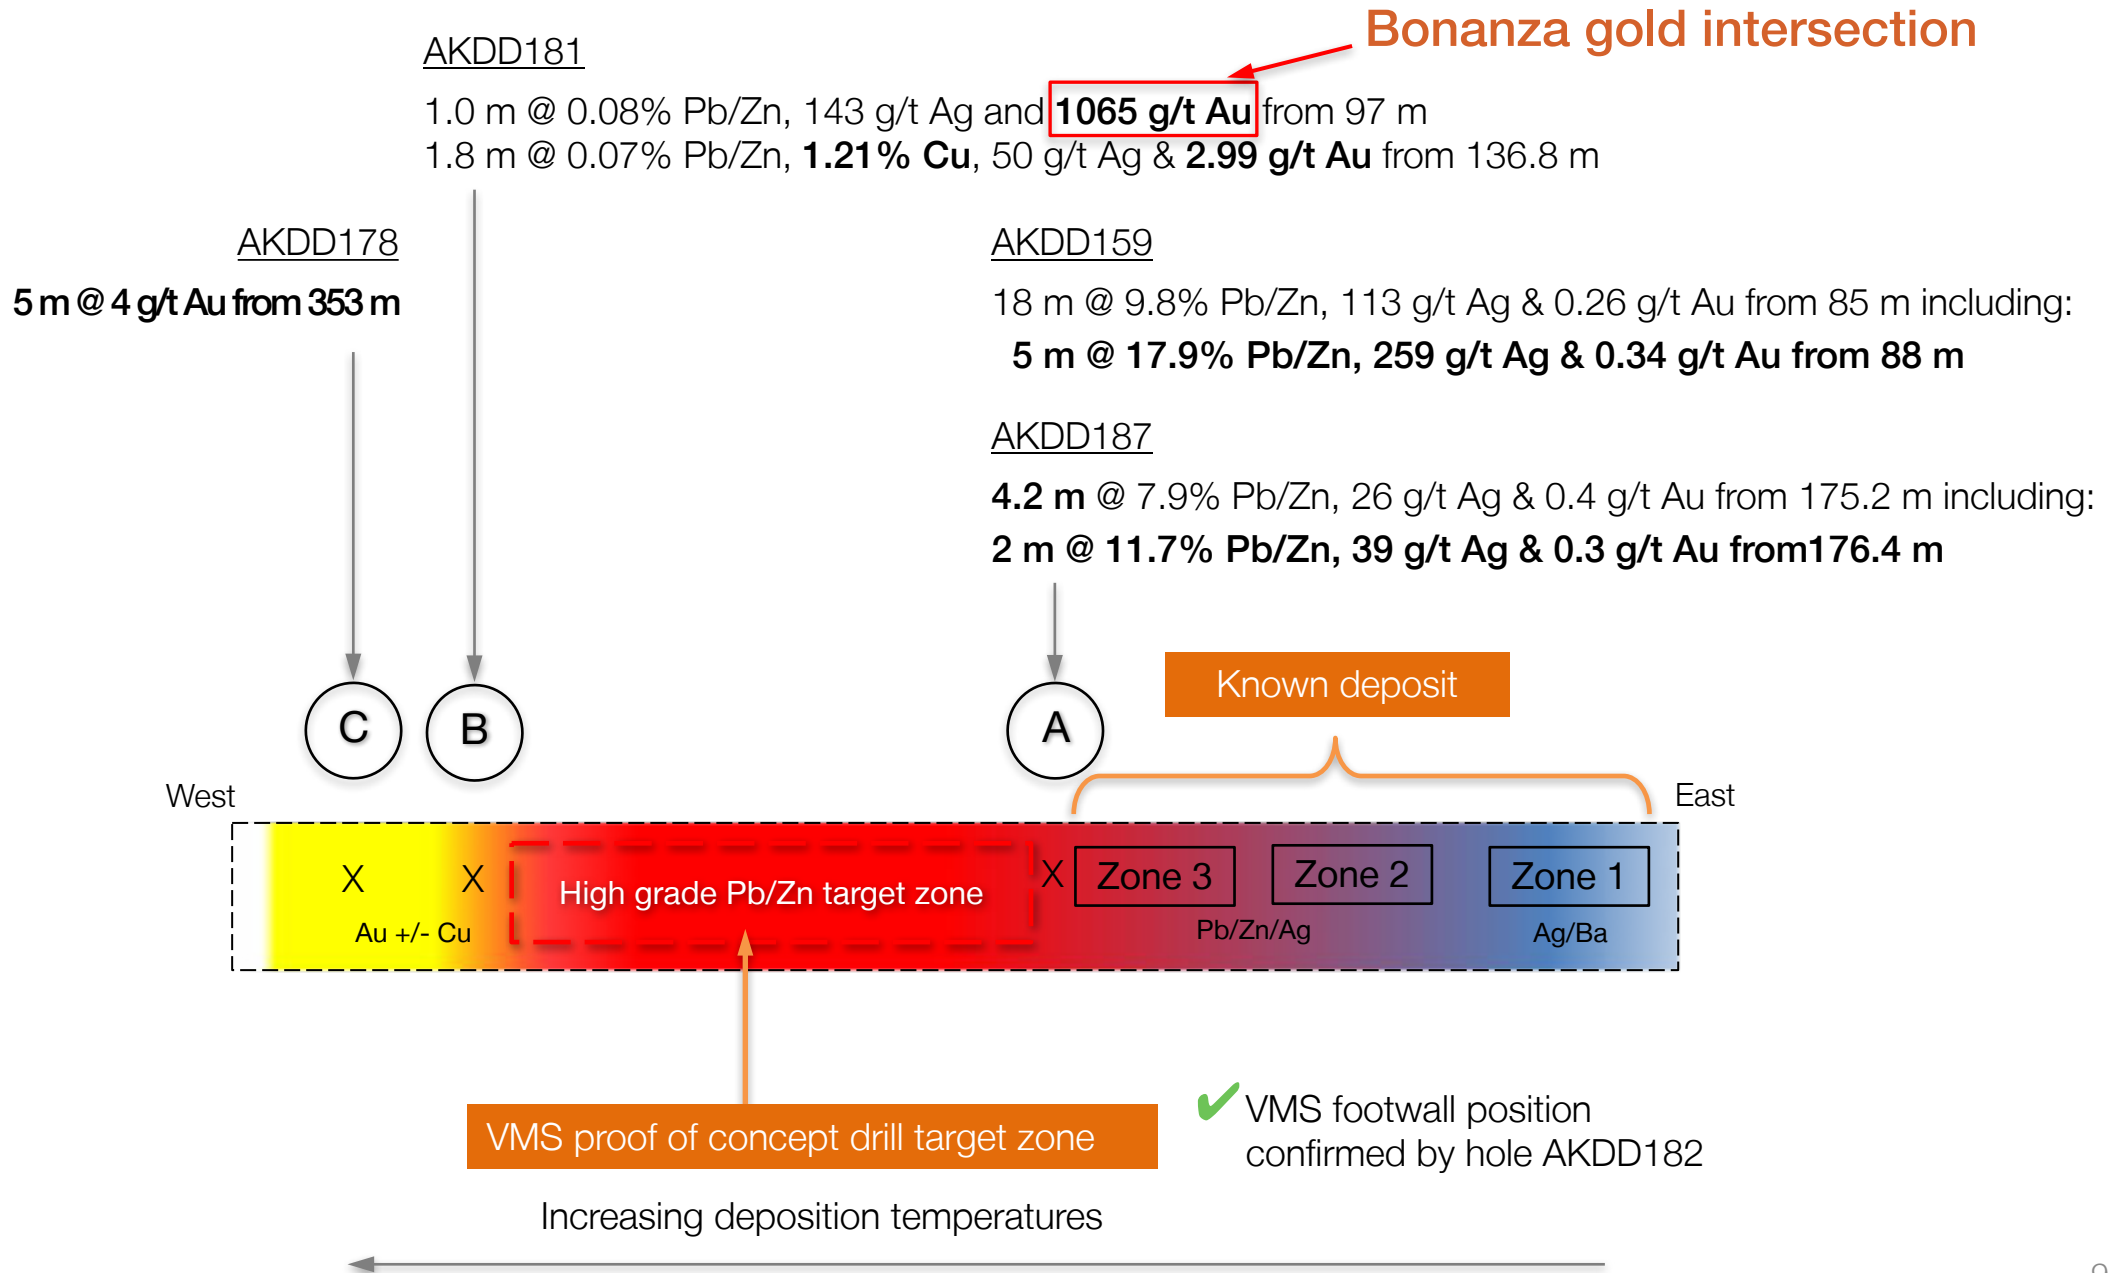 Bonanza gold intersection
AKDD181
1.0 m @ 0.08% Pb/Zn, 143 g/t Ag and 1065 g/t Au from 97 m
1.8 m @ 0.07% Pb/Zn, 1.21% Cu, 50 g/t Ag & 2.99 g/t Au from 136.8 m
AKDD178
5 m @ 4 g/t Au from 353 m
AKDD159
18 m @ 9.8% Pb/Zn, 113 g/t Ag & 0.26 g/t Au from 85 m including:
5 m @ 17.9% Pb/Zn, 259 g/t Ag & 0.34 g/t Au from 88 m
AKDD187
4.2 m @ 7.9% Pb/Zn, 26 g/t Ag & 0.4 g/t Au from 175.2 m including:
2 m @ 11.7% Pb/Zn, 39 g/t Ag & 0.3 g/t Au from176.4 m
Known deposit
C
B
A
West
East
X
X
High grade Pb/Zn target zone
X
Zone 3
Zone 2
Zone 1
Au +/- Cu
Pb/Zn/Ag
Ag/Ba
VMS proof of concept drill target zone
VMS footwall position
confirmed by hole AKDD182
Increasing deposition temperatures